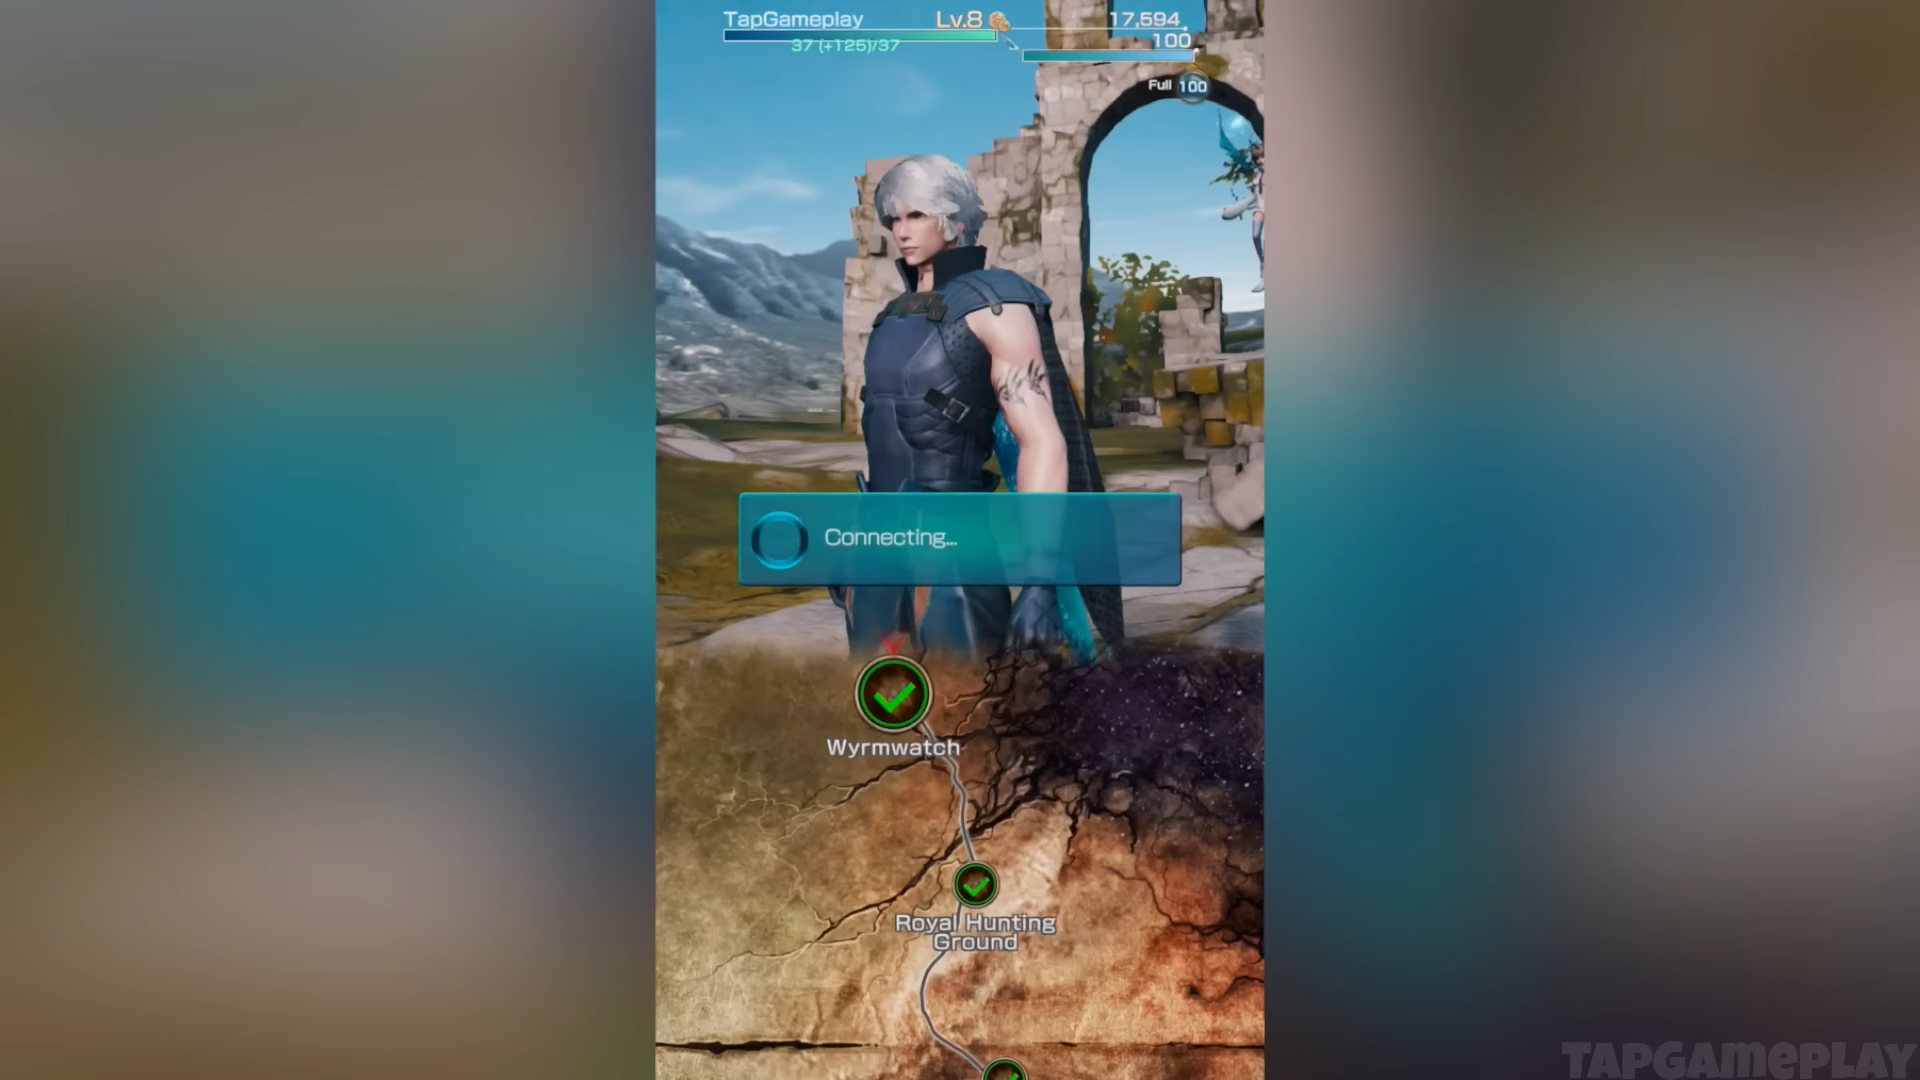 TapGameplay Lv.8 17,594
37 (+125)/37 100
Full 100
Connecting...
Wyrmwatch
Royal Hunting
Ground
TAPGAMEPLAY